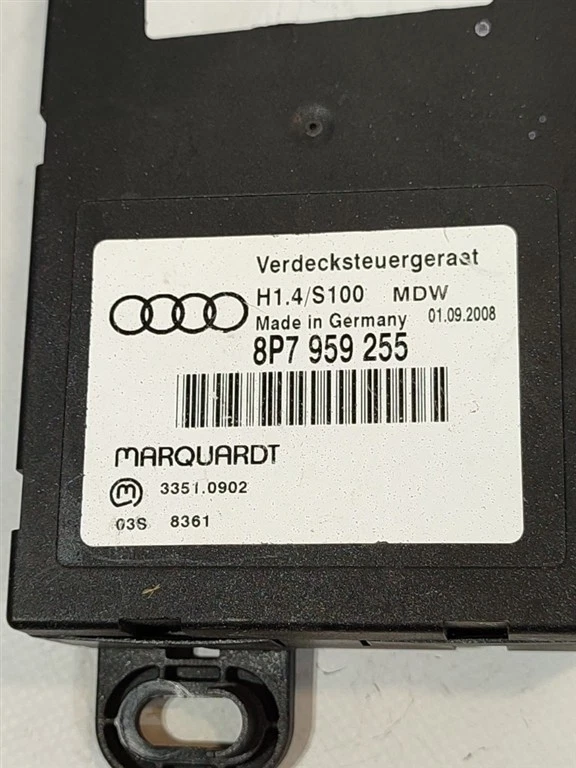 Verdecksteuergeraet
H1.4/S100 MDW
Made in Germany 01.09.2008
8P7 959 255
MARQUARDT
m 3351.0902
03S 8361